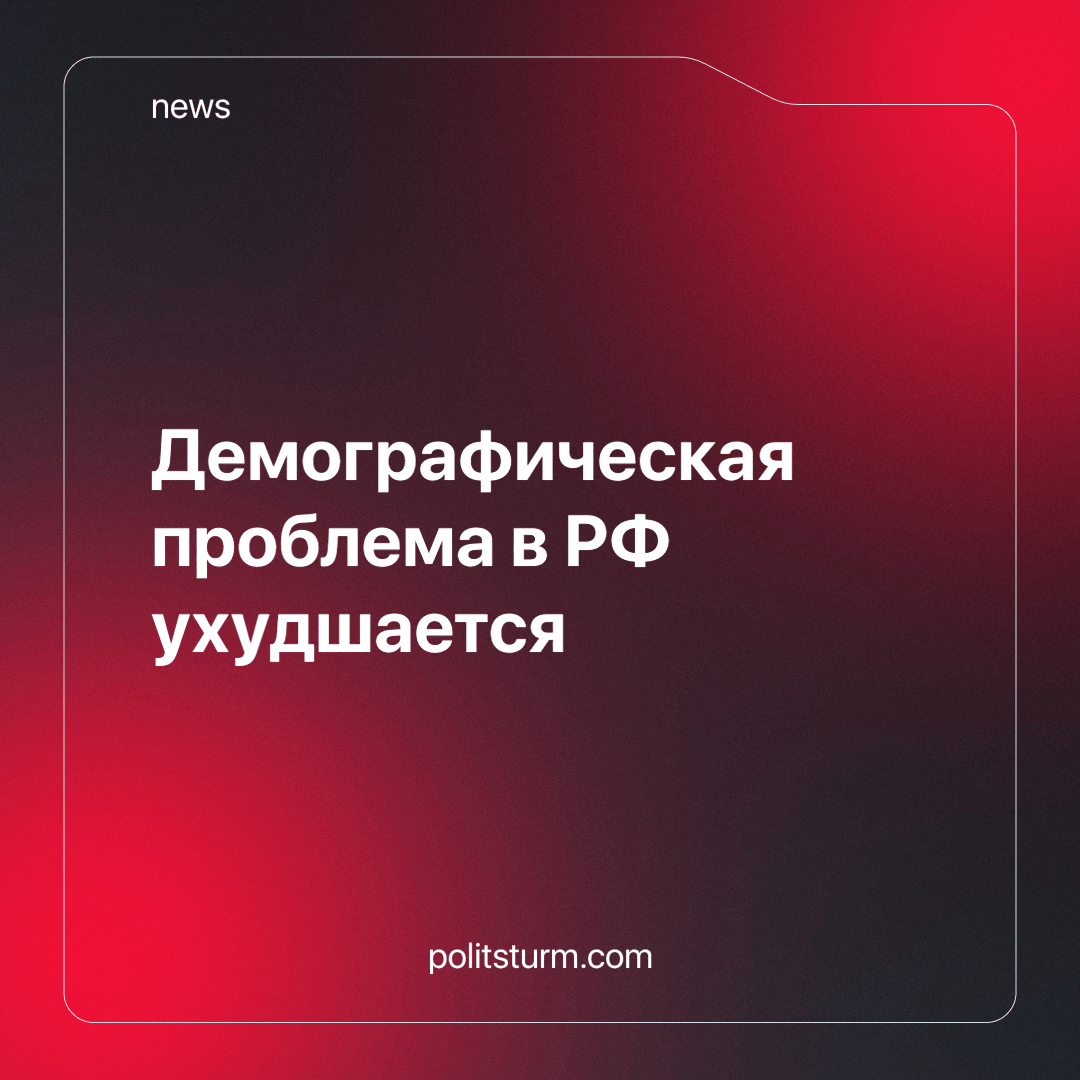 news
Демографическая
проблема в РФ
ухудшается
politsturm.com